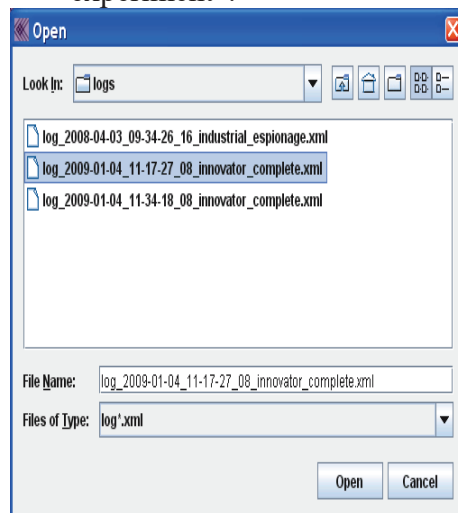 Open
Look In: logs
log_2008-04-03_09-34-26_16_industrial_espionage.xml
log_2009-01-04_11-17-27_08_innovator_complete.xml
log_2009-01-04_11-34-18_08_innovator_complete.xml
File Name: log_2009-01-04_11-17-27_08_innovator_complete.xml
Files of Type: log*.xml
Open Cancel